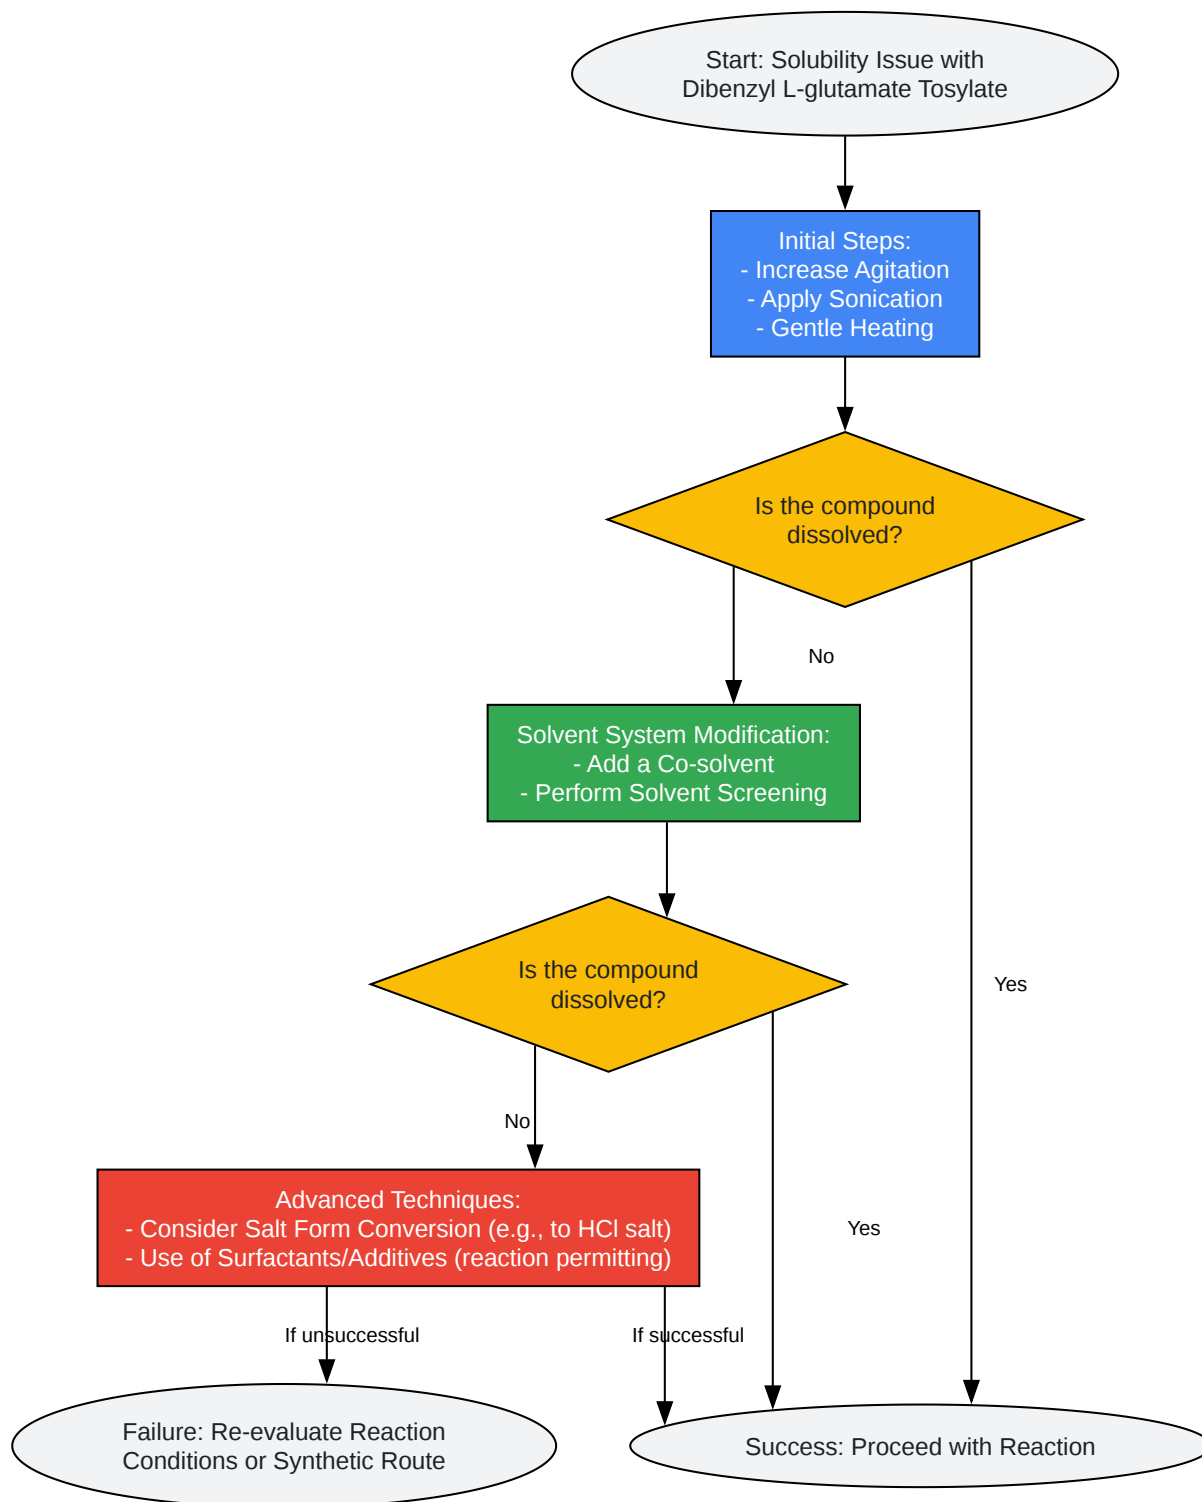 Start: Solubility Issue with
Dibenzyl L-glutamate Tosylate
Initial Steps:
- Increase Agitation
- Apply Sonication
- Gentle Heating
Is the compound
dissolved?
No
Solvent System Modification:
- Add a Co-solvent
- Perform Solvent Screening
Is the compound
dissolved?
Yes
No
Advanced Techniques:
- Consider Salt Form Conversion (e.g., to HCl salt)
- Use of Surfactants/Additives (reaction permitting)
Yes
If unsuccessful
If successful
Failure: Re-evaluate Reaction
Conditions or Synthetic Route
Success: Proceed with Reaction